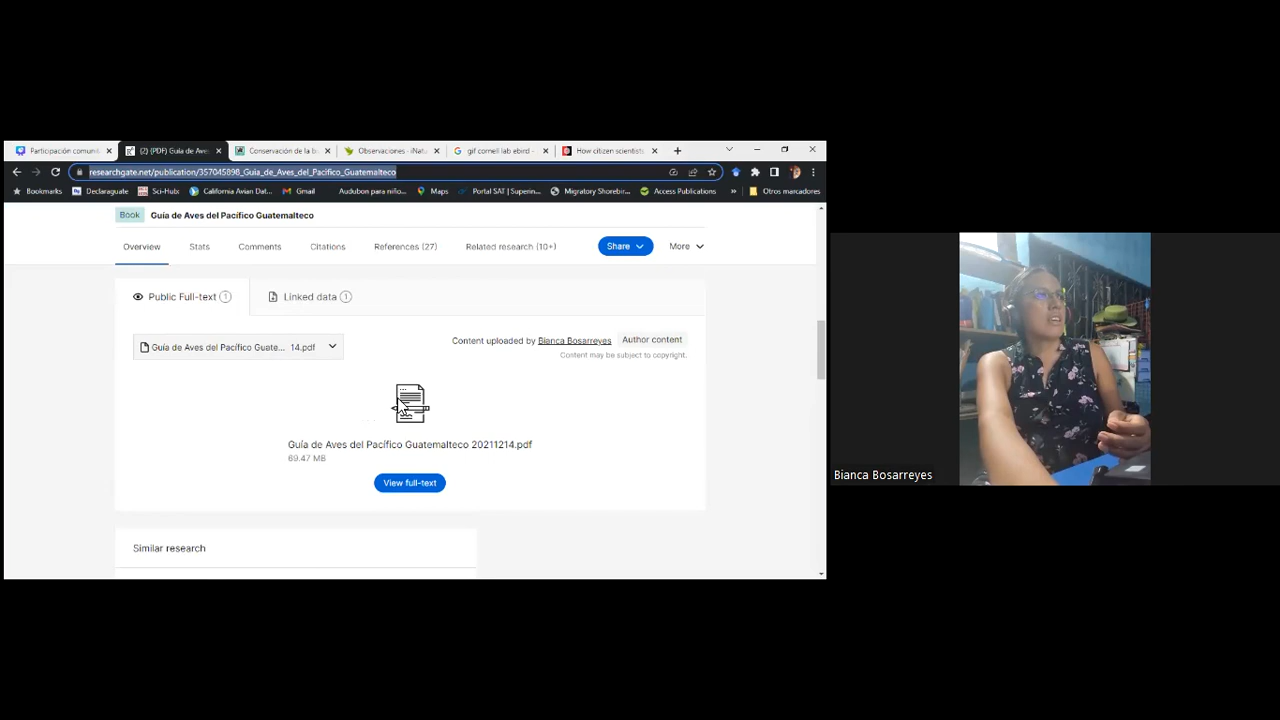 Participación comunit
(2) (PDF) Guía de Ave
Conservación de la b
Observaciones - iNat
gif cornell lab ebird -
How citizen scientists
researchgate.net/publication/357045898_Guia_de_Aves_del_Pacifico_Guatemalteco
Bookmarks
Declaraguate
Sci-Hub
California Avian Dat...
Gmail
Audubon para niño...
Maps
Portal SAT | Superin...
Migratory Shorebir...
Access Publications
»
Otros marcadores
Book Guía de Aves del Pacífico Guatemalteco
Overview
Stats
Comments
Citations
References (27)
Related research (10+)
Share
More
Public Full-text 1
Linked data 1
Guía de Aves del Pacífico Guate... 14.pdf
Content uploaded by Bianca Bosarreyes
Author content
Content may be subject to copyright.
Guía de Aves del Pacífico Guatemalteco 20211214.pdf
69.47 MB
View full-text
Similar research
Bianca Bosarreyes